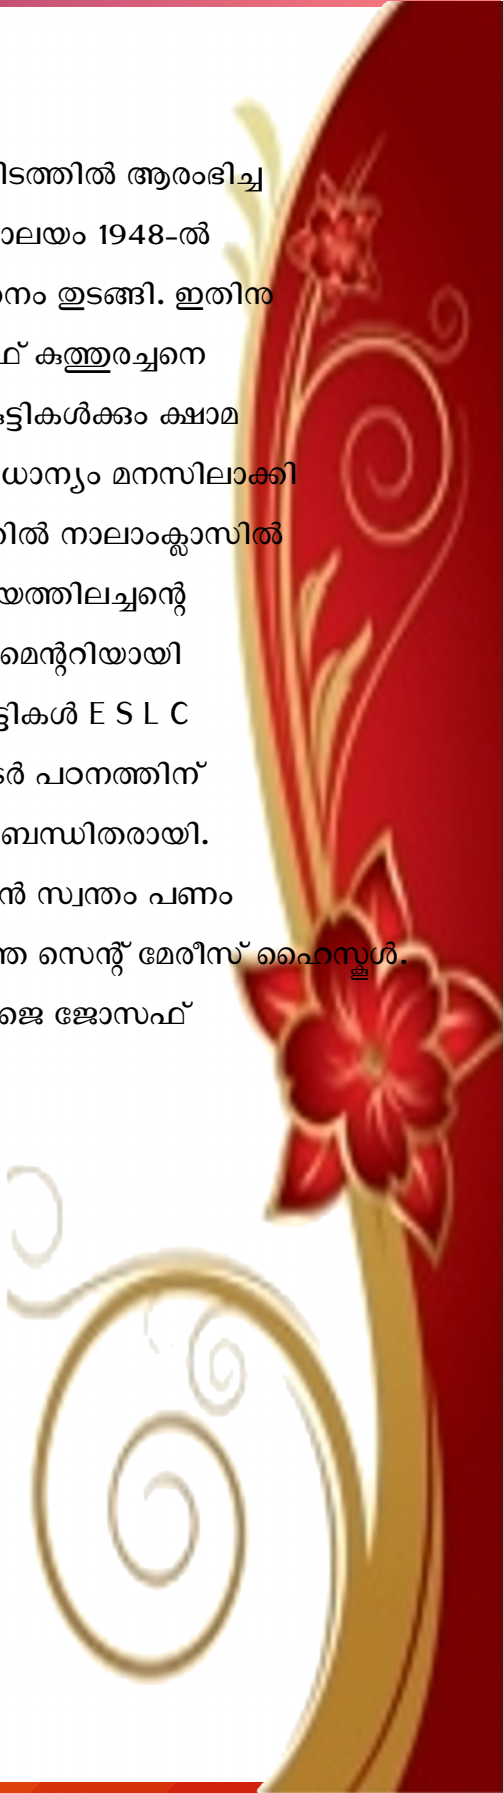 ിടത്തിൽ ആരംഭിച്ച
ാലയം 1948-ൽ
നം തുടങ്ങി. ഇതിനു
ഫ് കുത്തുരച്ചനെ
ുട്ടികൾക്കും ക്ഷാമ
ധാന്യം മനസിലാക്കി
ിൽ നാലാംക്ലാസിൽ
യത്തിലച്ചന്റെ
മെന്ററിയായി
ട്ടികൾ E S L C
ടർ പഠനത്തിന്
ബന്ധിതരായി.
ൻ സ്വന്തം പണം
ത്ത സെന്റ് മേരീസ് ഹൈസ്കൂൾ.
ജെ ജോസഫ്